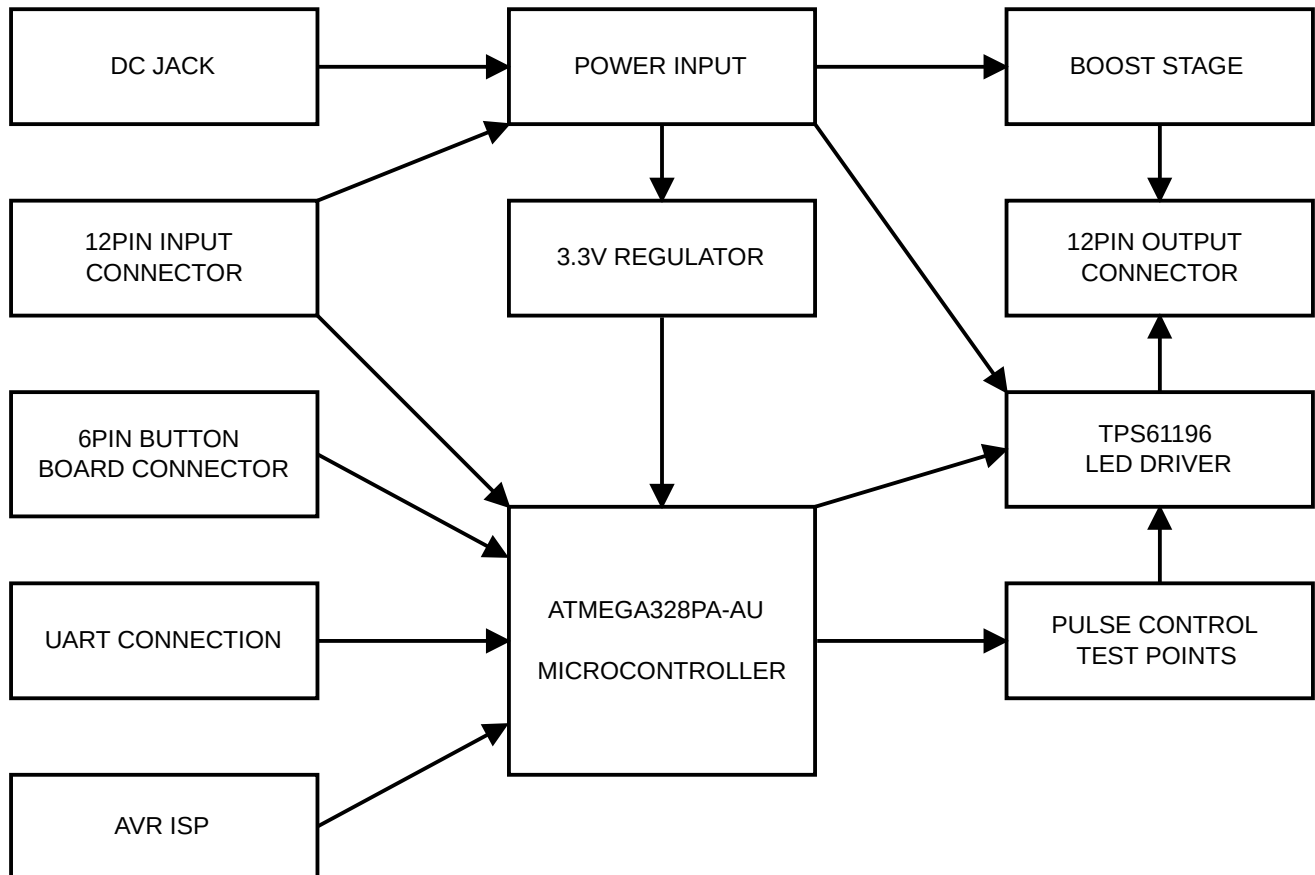 DC JACK
POWER INPUT
BOOST STAGE
12PIN INPUT
CONNECTOR
3.3V REGULATOR
12PIN OUTPUT
CONNECTOR
6PIN BUTTON
BOARD CONNECTOR
TPS61196
LED DRIVER
ATMEGA328PA-AU
MICROCONTROLLER
UART CONNECTION
PULSE CONTROL
TEST POINTS
AVR ISP